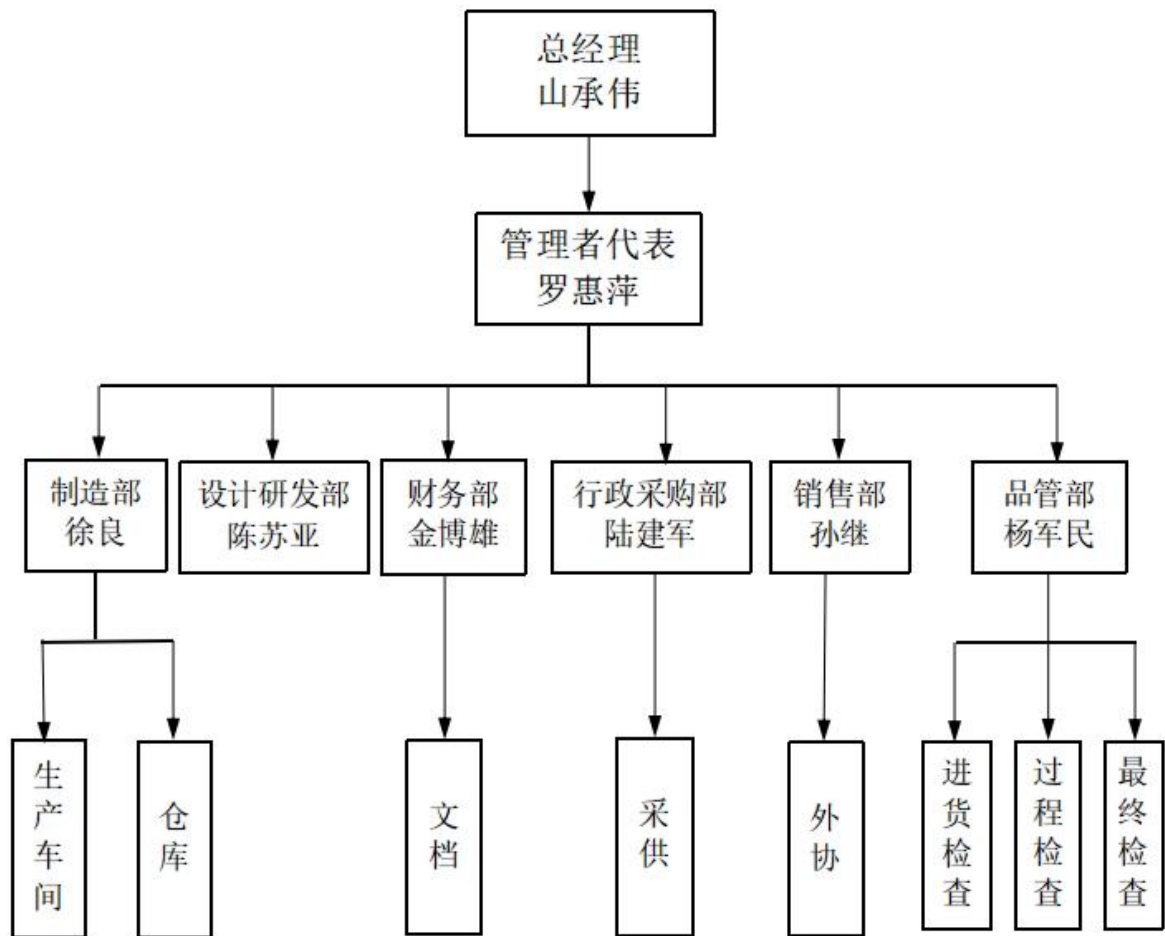 总经理
山承伟
管理者代表
罗惠萍
制造部
徐良
设计研发部
陈苏亚
财务部
金博雄
行政采购部
陆建军
销售部
孙继
品管部
杨军民
生产车间
仓库
文档
采供
外协
进货检查
过程检查
最终检查